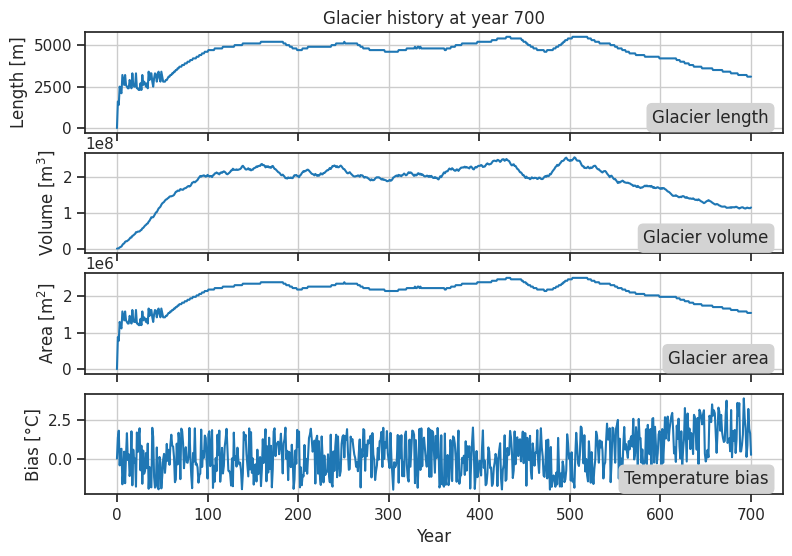 Glacier history at year 700
Length [m]
5000
2500
0
Glacier length
1e8
Volume [m³]
2
1
0
Glacier volume
1e6
Area [m²]
2
1
0
Glacier area
Bias [°C]
2.5
0.0
Temperature bias
0 100 200 300 400 500 600 700
Year